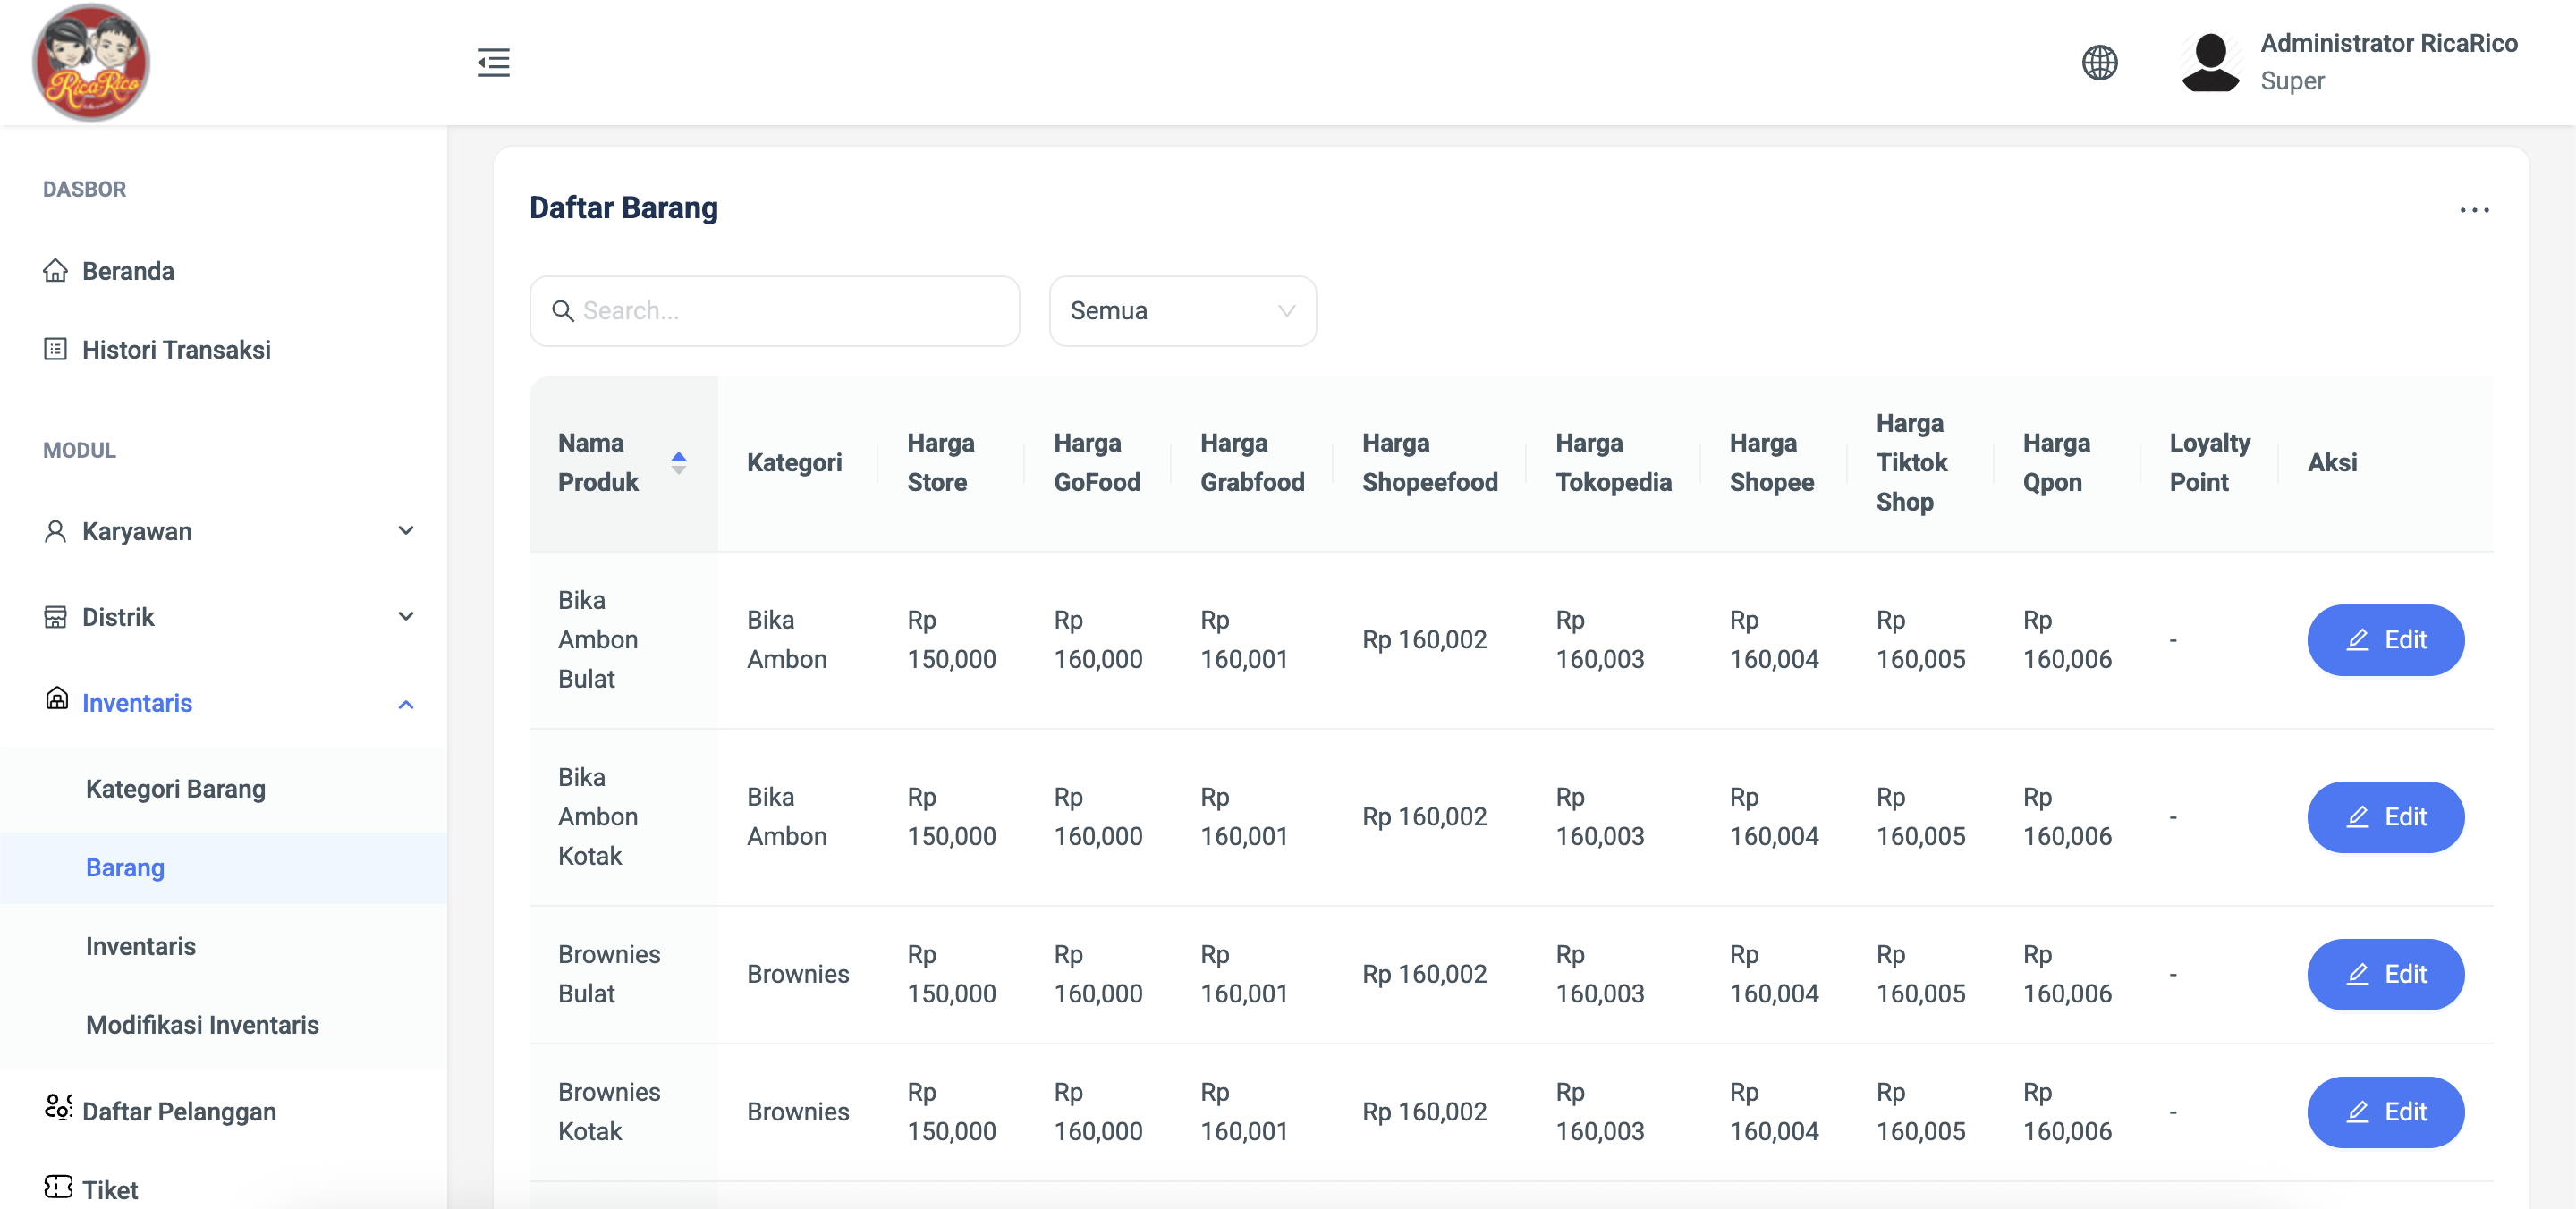 RicaRico
Administrator RicaRico
Super
DASBOR
Beranda
Histori Transaksi
MODUL
Karyawan
Distrik
Inventaris
Kategori Barang
Barang
Inventaris
Modifikasi Inventaris
Daftar Pelanggan
Tiket
Daftar Barang
Search...
Semua
Nama Produk
Kategori
Harga Store
Harga GoFood
Harga Grabfood
Harga Shopeefood
Harga Tokopedia
Harga Shopee
Harga Tiktok Shop
Harga Qpon
Loyalty Point
Aksi
Bika Ambon Bulat
Bika Ambon
Rp 150,000
Rp 160,000
Rp 160,001
Rp 160,002
Rp 160,003
Rp 160,004
Rp 160,005
Rp 160,006
-
Edit
Bika Ambon Kotak
Bika Ambon
Rp 150,000
Rp 160,000
Rp 160,001
Rp 160,002
Rp 160,003
Rp 160,004
Rp 160,005
Rp 160,006
-
Edit
Brownies Bulat
Brownies
Rp 150,000
Rp 160,000
Rp 160,001
Rp 160,002
Rp 160,003
Rp 160,004
Rp 160,005
Rp 160,006
-
Edit
Brownies Kotak
Brownies
Rp 150,000
Rp 160,000
Rp 160,001
Rp 160,002
Rp 160,003
Rp 160,004
Rp 160,005
Rp 160,006
-
Edit